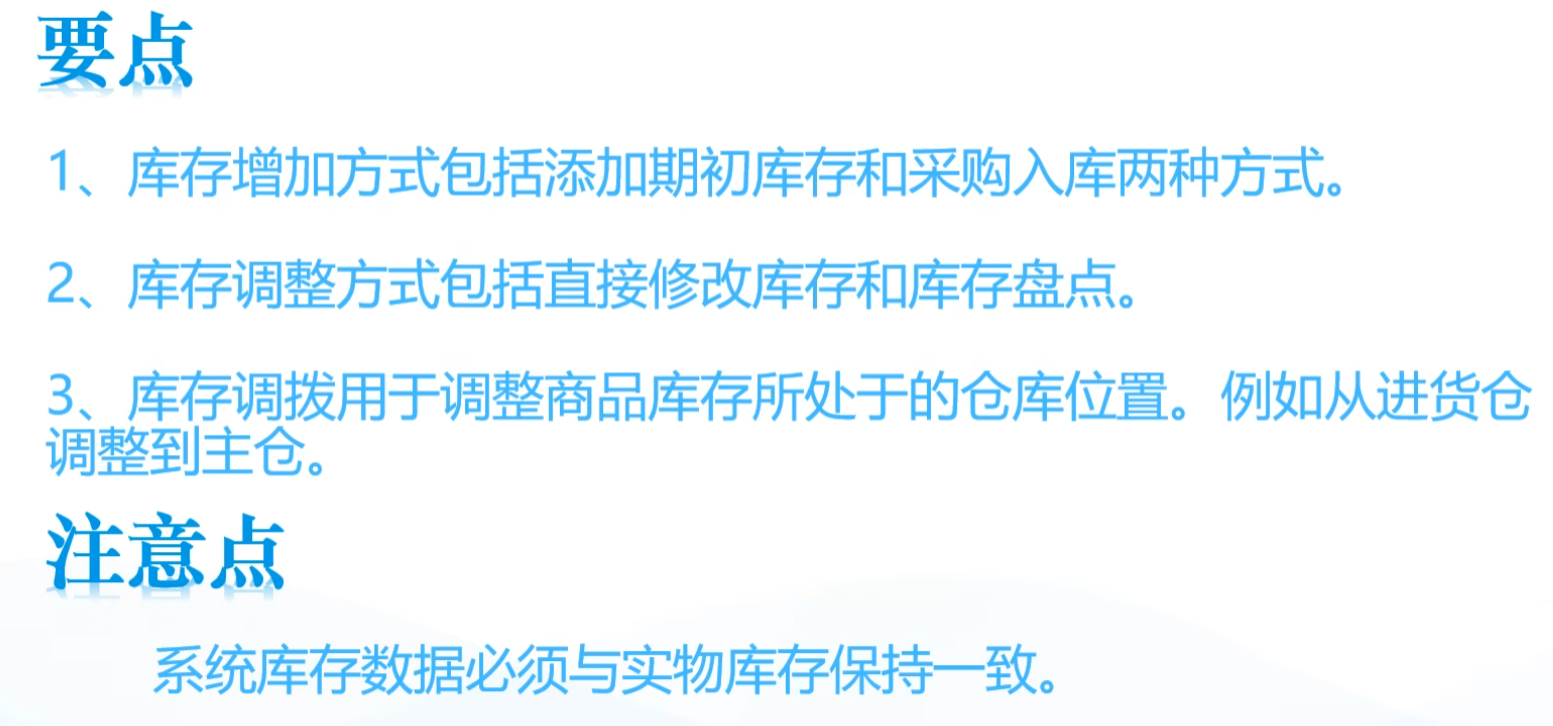 要点
1、库存增加方式包括添加期初库存和采购入库两种方式。
2、库存调整方式包括直接修改库存和库存盘点。
3、库存调拨用于调整商品库存所处于的仓库位置。例如从进货仓
调整到主仓。
注意点
系统库存数据必须与实物库存保持一致。